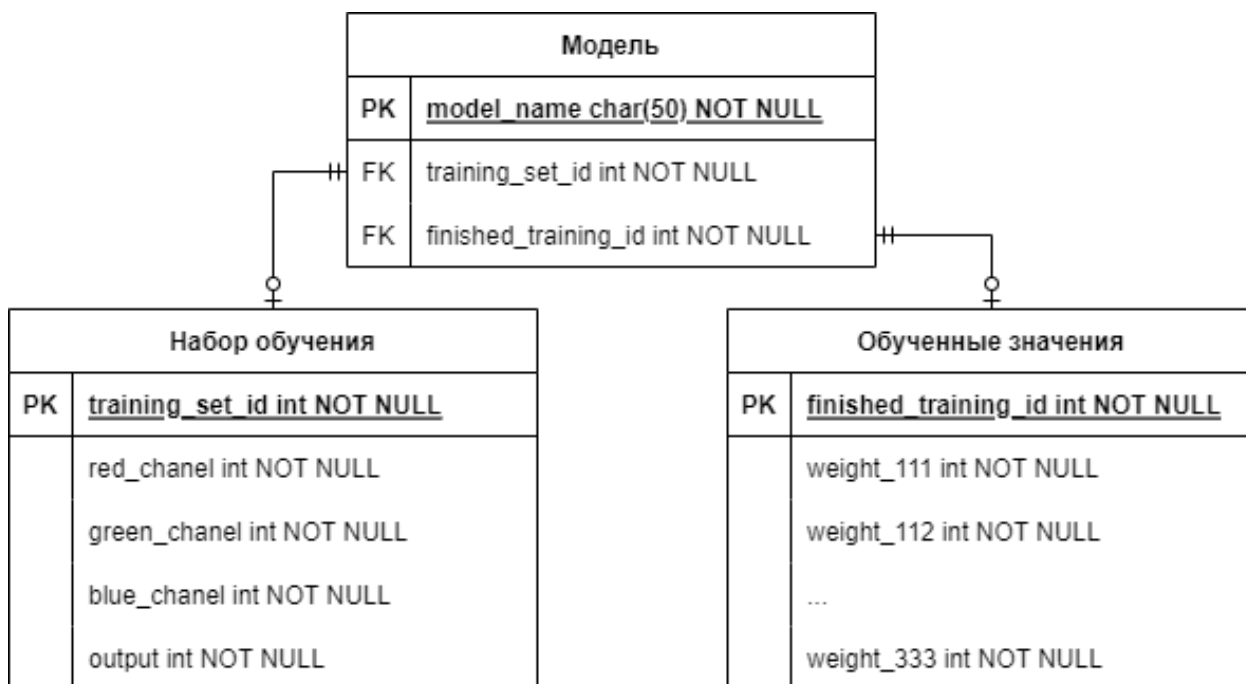 Модель
PK model_name char(50) NOT NULL
FK training_set_id int NOT NULL
FK finished_training_id int NOT NULL
Набор обучения
PK training_set_id int NOT NULL
red_chanel int NOT NULL
green_chanel int NOT NULL
blue_chanel int NOT NULL
output int NOT NULL
Обученные значения
PK finished_training_id int NOT NULL
weight_111 int NOT NULL
weight_112 int NOT NULL
...
weight_333 int NOT NULL